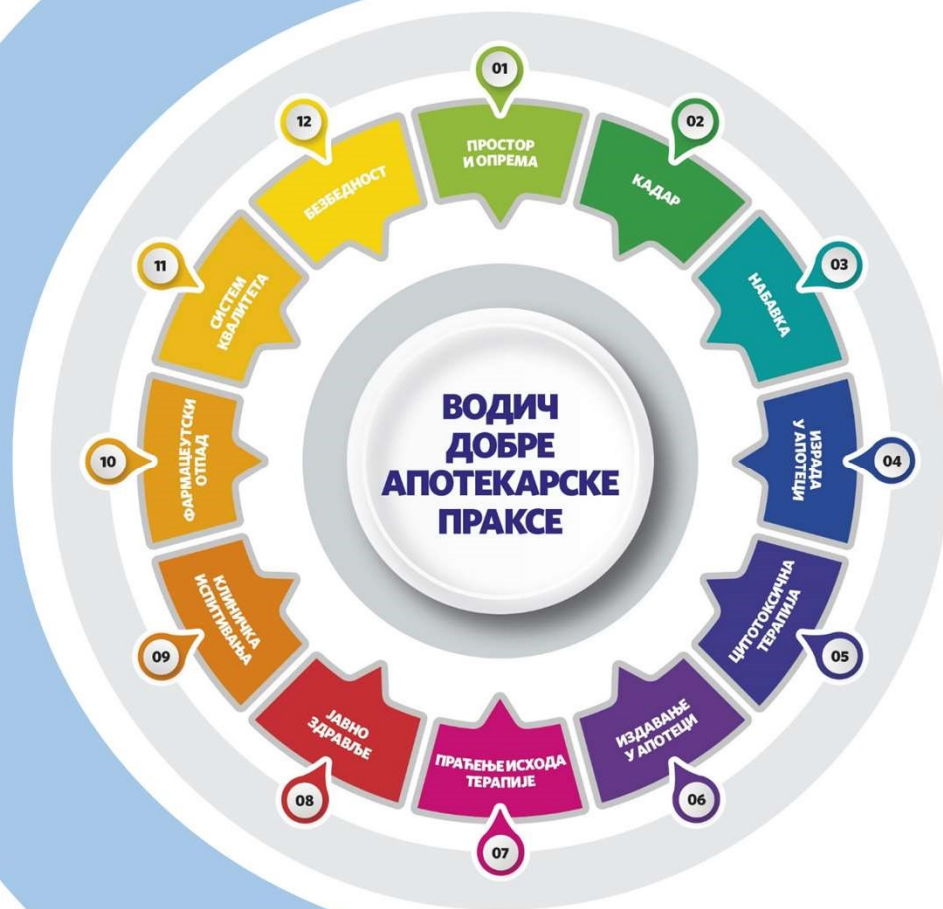 ВОДИЧ
ДОБРЕ
АПОТЕКАРСКЕ
ПРАКСЕ
01
ПРОСТОР
И ОПРЕМА
02
КАДАР
03
НАБАВКА
04
ИЗРАДА
У АПОТЕЦИ
05
ЦИТОТОКСИЧНА
ТЕРАПИЈА
06
ИЗДАВАЊЕ
У АПОТЕЦИ
07
ПРАЋЕЊЕ ИСХОДА
ТЕРАПИЈЕ
08
ЈАВНО
ЗДРАВЉЕ
09
КЛИНИЧКА
ИСПИТИВАЊА
10
ФАРМАЦЕУТСКИ
ОТПАД
11
СИСТЕМ
КВАЛИТЕТА
12
БЕЗБЕДНОСТ